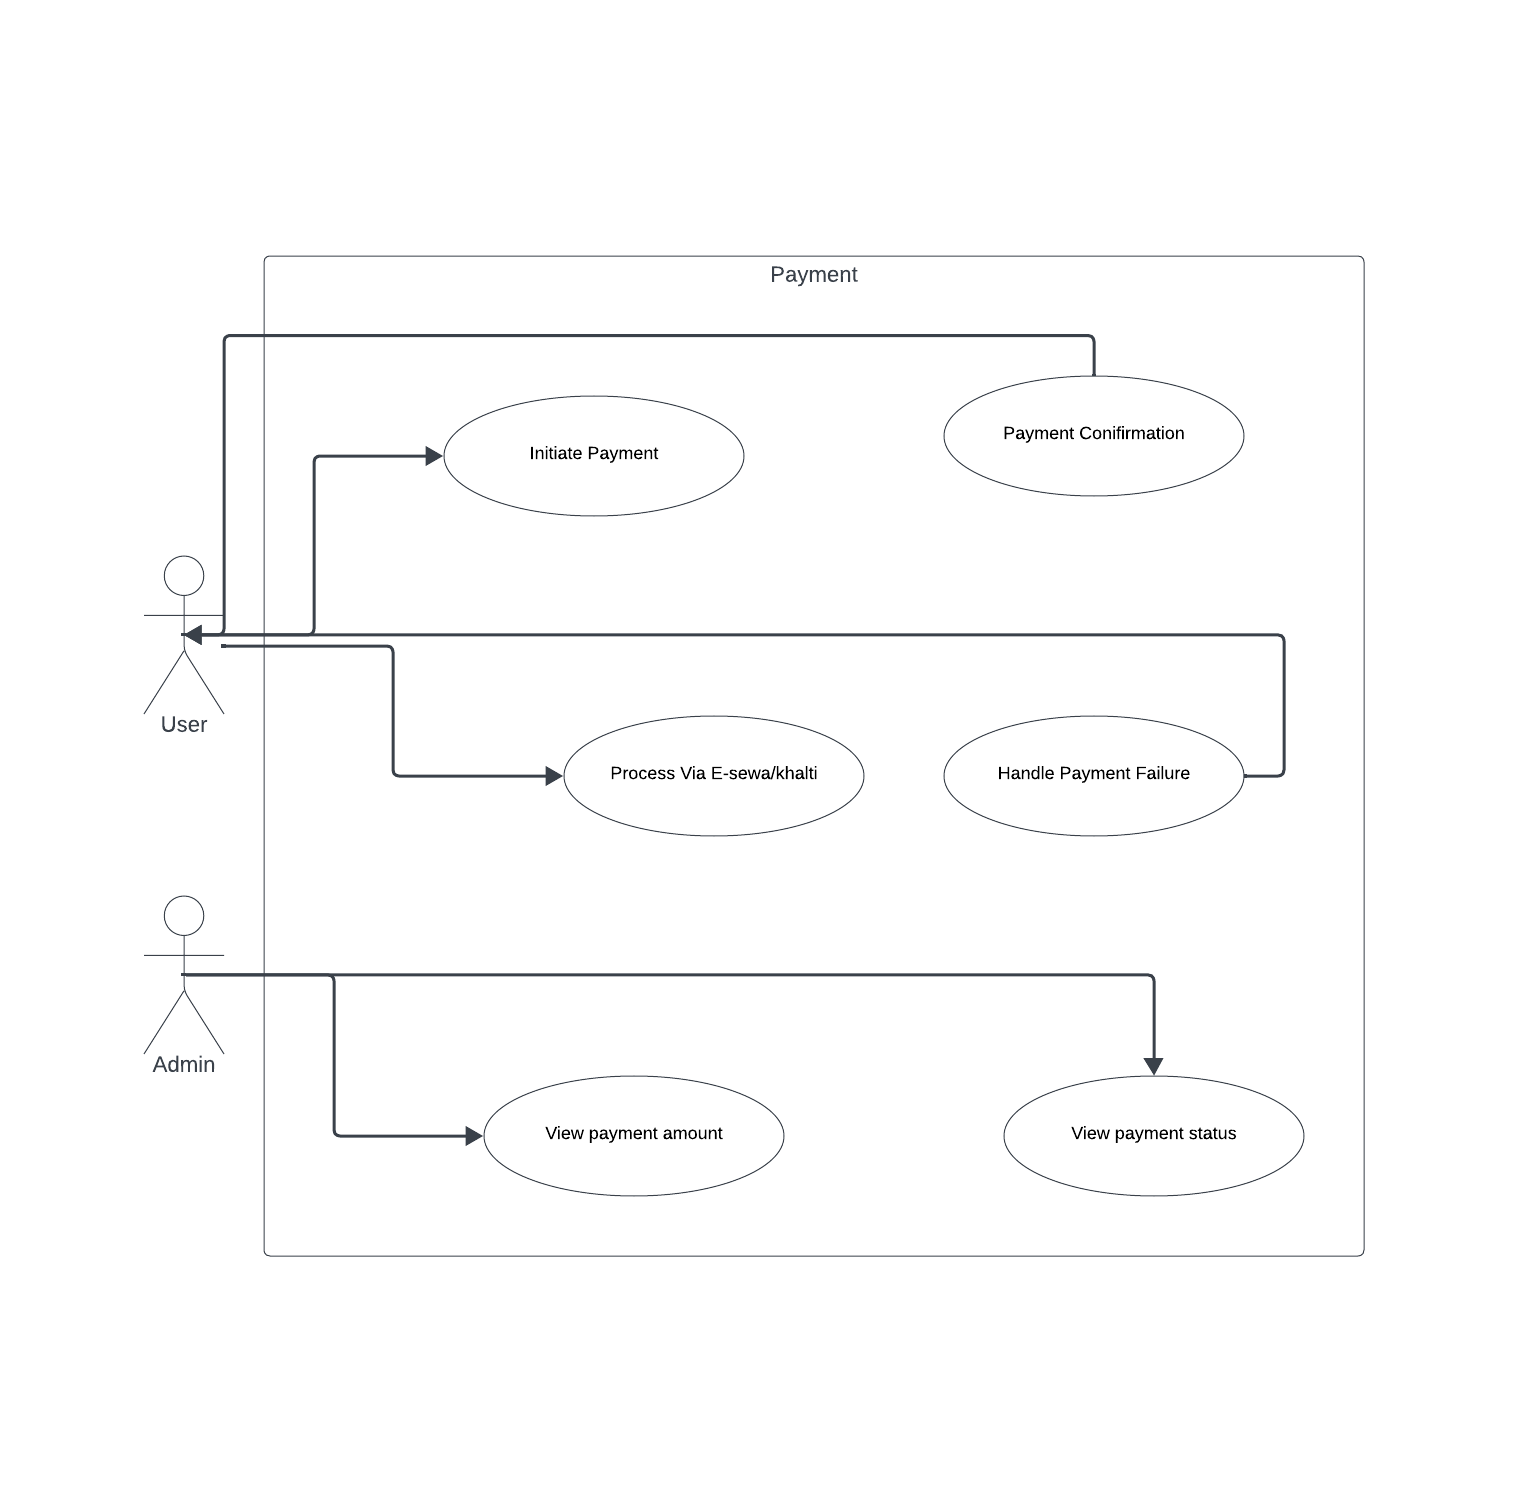 Payment
Payment Conifirmation
Initiate Payment
User
Process Via E-sewa/khalti
Handle Payment Failure
Admin
View payment amount
View payment status